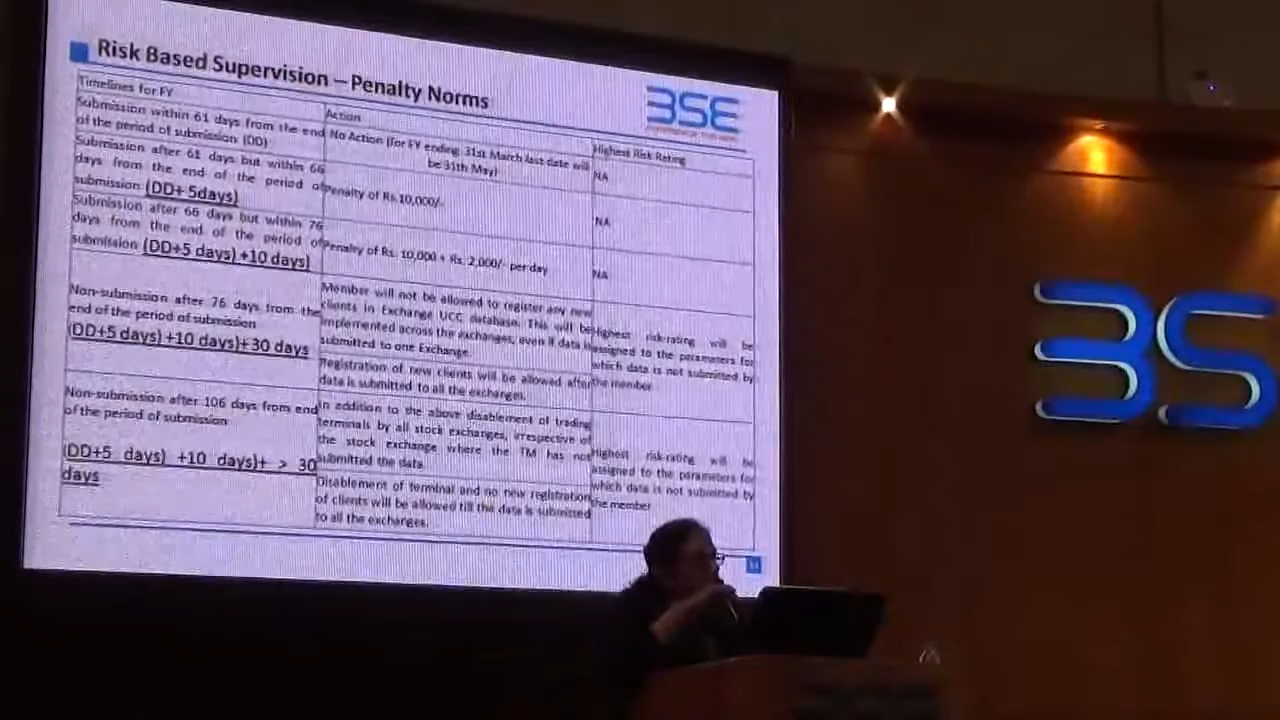 Risk Based Supervision – Penalty Norms
BSE
Timelines for FY
Action
Highest Risk Rating
Submission within 61 days from the end
of the period of submission (DD)
No Action (for FY ending 31st March last date will
be 31th May)
NA
Submission after 61 days but within 66
days from the end of the period of
submission (DD+ 5days)
Penalty of Rs.10,000/-
NA
Submission after 66 days but within 76
days from the end of the period of
submission (DD+5 days) +10 days)
Penalty of Rs. 10,000 + Rs. 2,000/- per day
NA
Non-submission after 76 days from the
end of the period of submission
(DD+5 days) +10 days)+30 days
Member will not be allowed to register any new
clients in Exchange UCC database. This will be
implemented across the exchanges, even if data is
submitted to one Exchange.
Registration of new clients will be allowed after
data is submitted to all the exchanges.
Highest risk-rating will be
assigned to the parameters for
which data is not submitted by
the member
Non-submission after 106 days from end
of the period of submission
(DD+5 days) +10 days)+ > 30
days
In addition to the above disablement of trading
terminals by all stock exchanges, irrespective of
the stock exchange where the TM has not
submitted the data.
Disablement of terminal and no new registration
of clients will be allowed till the data is submitted
to all the exchanges.
Highest risk-rating will be
assigned to the parameters for
which data is not submitted by
the member
BS